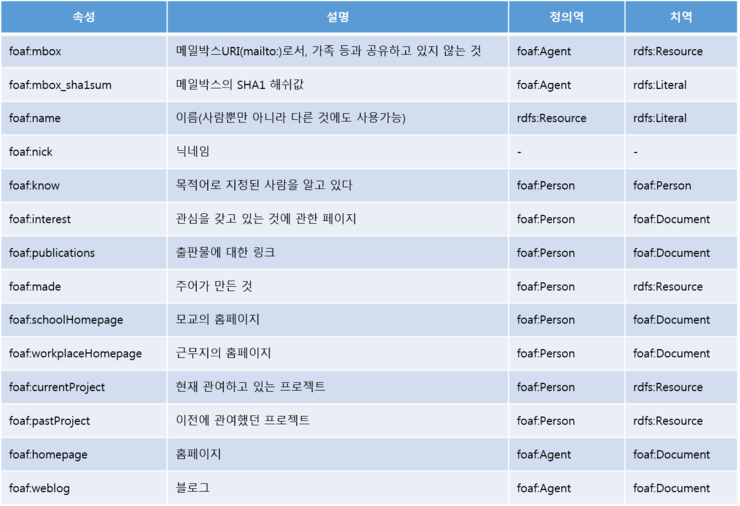 속성 설명 정의역 치역
foaf:mbox 메일박스URI(mailto:)로서, 가족 등과 공유하고 있지 않는 것 foaf:Agent rdfs:Resource
foaf:mbox_sha1sum 메일박스의 SHA1 해쉬값 foaf:Agent rdfs:Literal
foaf:name 이름(사람뿐만 아니라 다른 것에도 사용가능) rdfs:Resource rdfs:Literal
foaf:nick 닉네임 - -
foaf:know 목적어로 지정된 사람을 알고 있다 foaf:Person foaf:Person
foaf:interest 관심을 갖고 있는 것에 관한 페이지 foaf:Person foaf:Document
foaf:publications 출판물에 대한 링크 foaf:Person foaf:Document
foaf:made 주어가 만든 것 foaf:Person rdfs:Resource
foaf:schoolHomepage 모교의 홈페이지 foaf:Person foaf:Document
foaf:workplaceHomepage 근무지의 홈페이지 foaf:Person foaf:Document
foaf:currentProject 현재 관여하고 있는 프로젝트 foaf:Person rdfs:Resource
foaf:pastProject 이전에 관여했던 프로젝트 foaf:Person rdfs:Resource
foaf:homepage 홈페이지 foaf:Agent foaf:Document
foaf:weblog 블로그 foaf:Agent foaf:Document